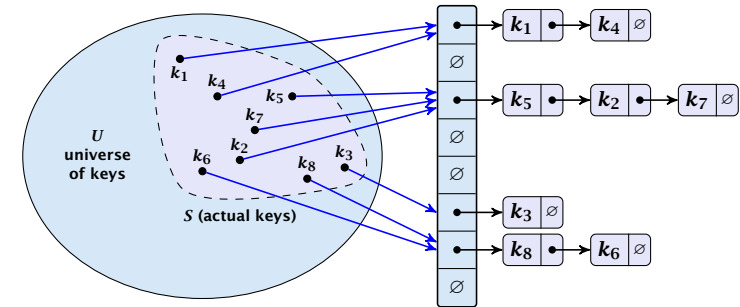 k1 k4 ∅
k1
∅
k4
k5
k5 k2 k7 ∅
k7
U
universe
of keys
∅
k2
k6
k8
k3
∅
S (actual keys)
k3 ∅
k8 k6 ∅
∅